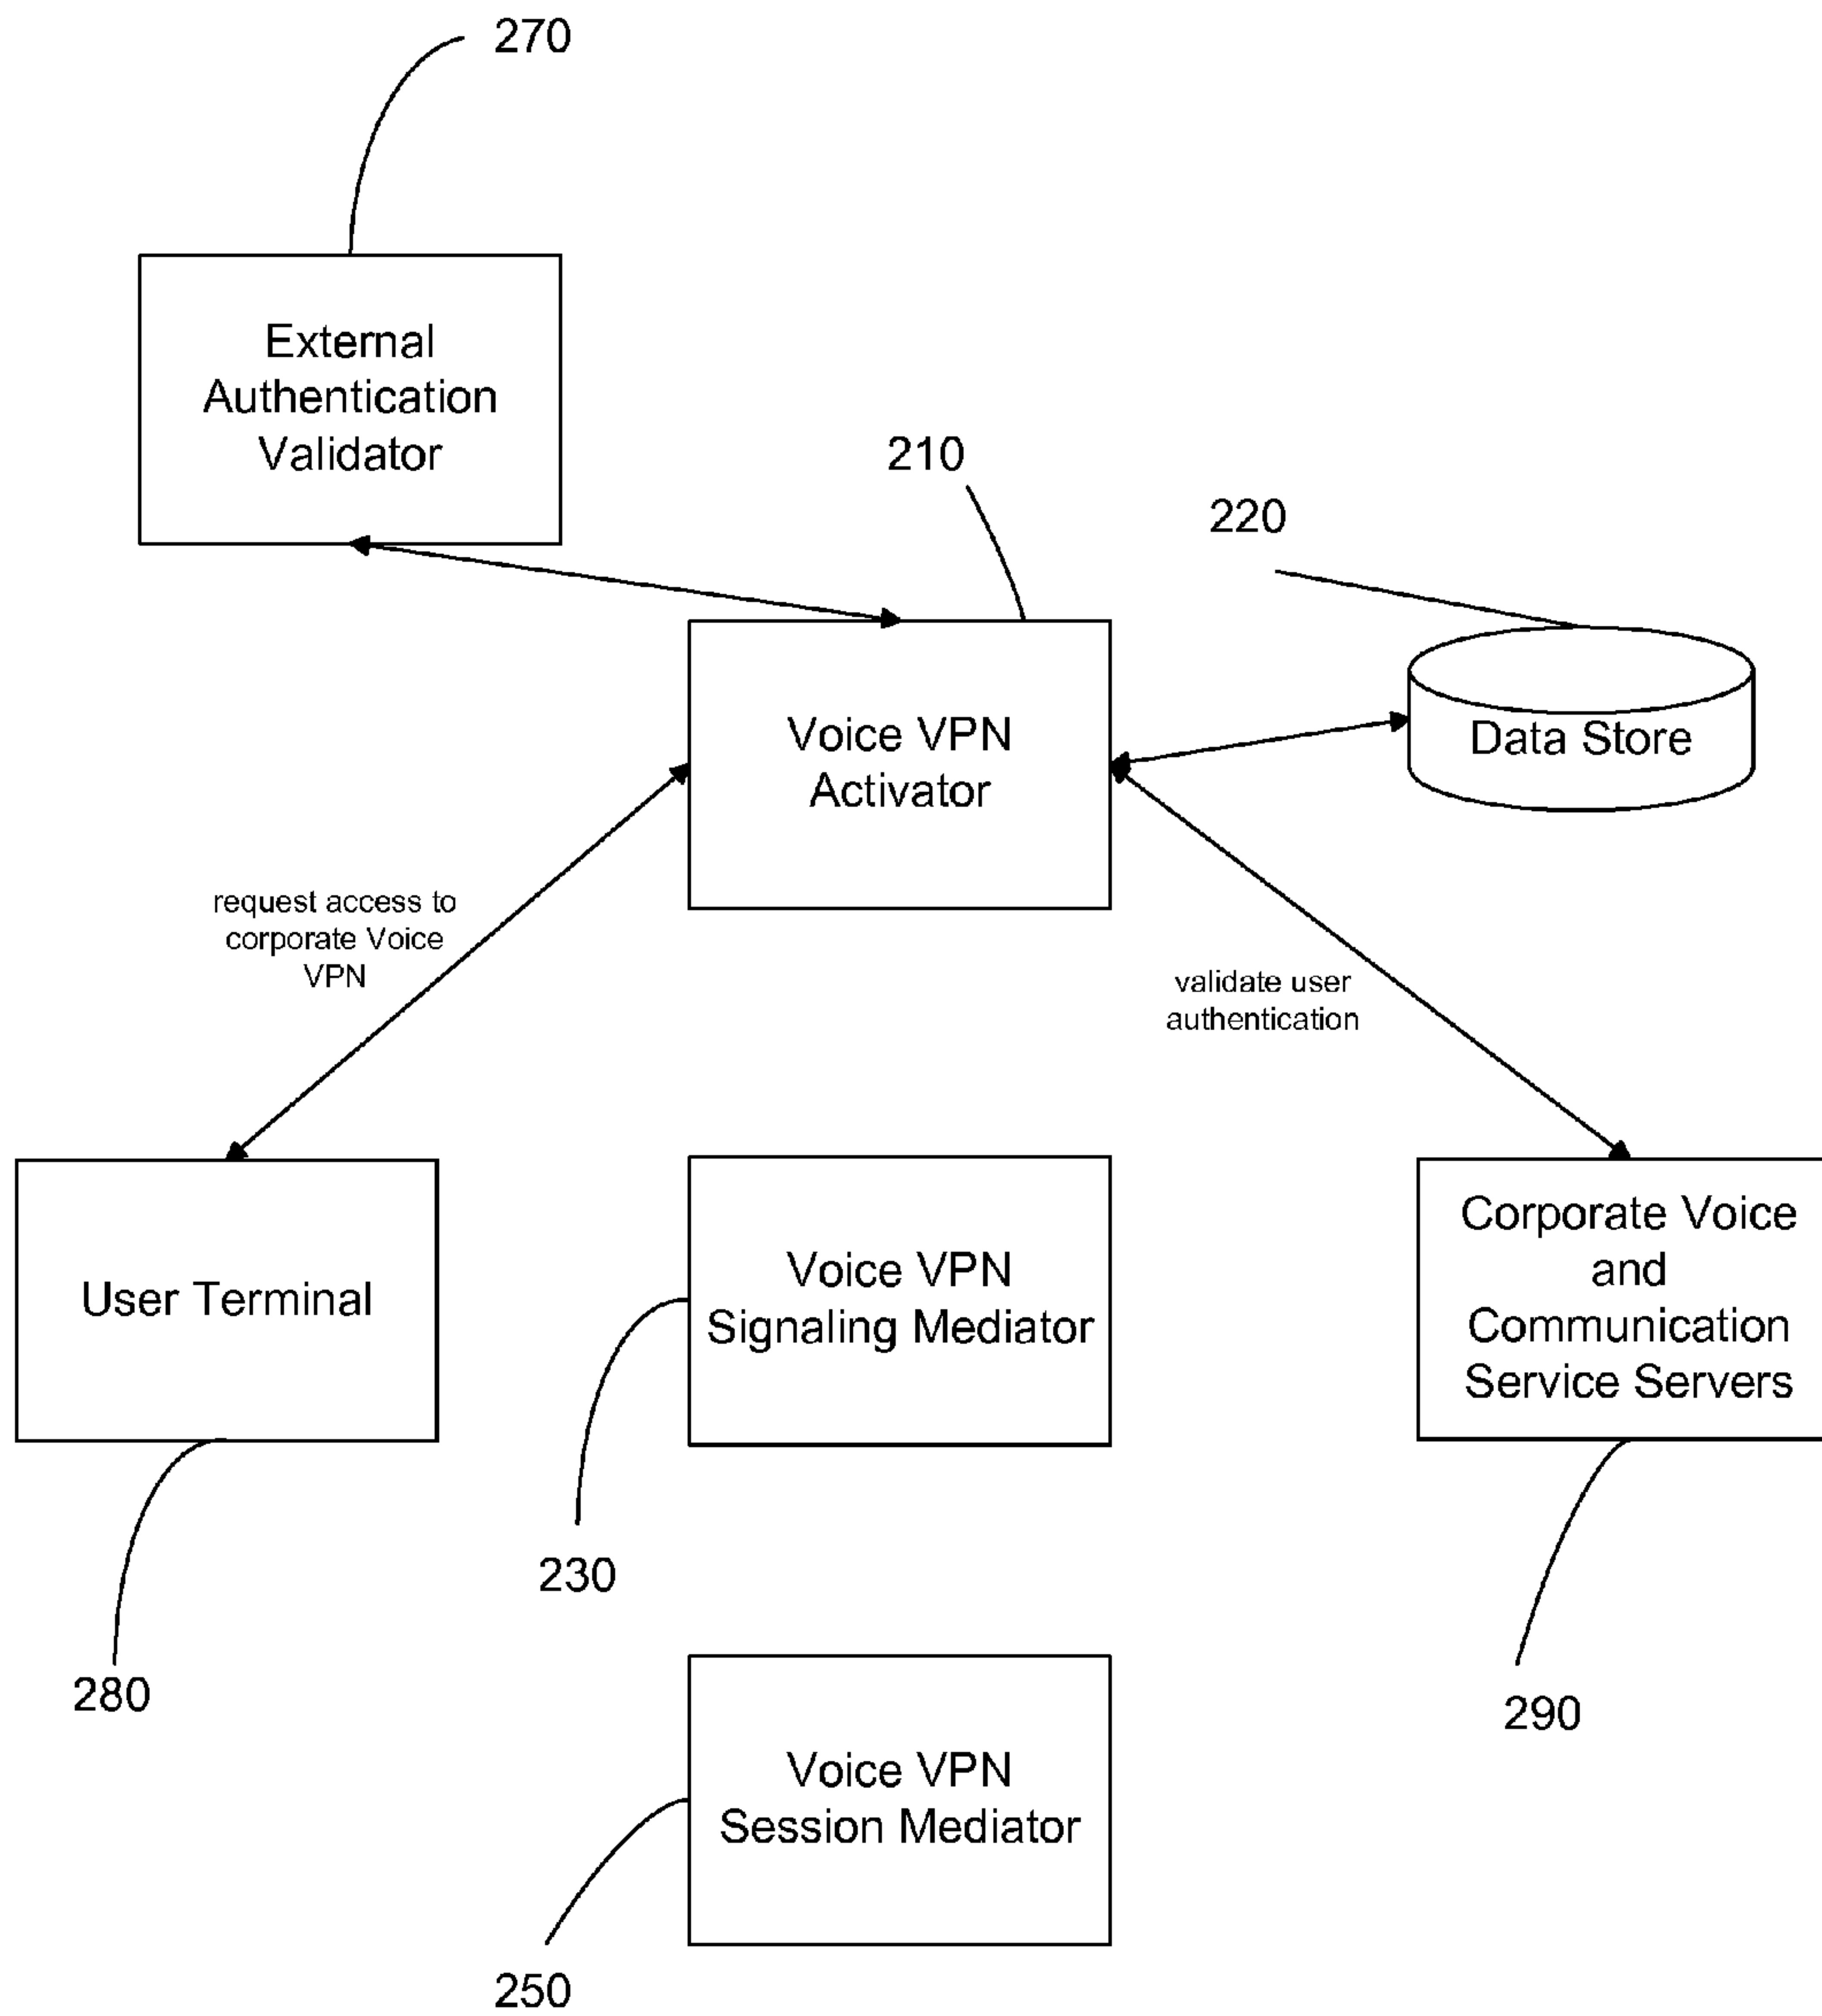 270
External
Authentication
Validator
210
220
Voice VPN
Activator
Data Store
request access to
corporate Voice
VPN
validate user
authentication
User Terminal
Voice VPN
Signaling Mediator
Corporate Voice
and
Communication
Service Servers
230
280
290
Voice VPN
Session Mediator
250